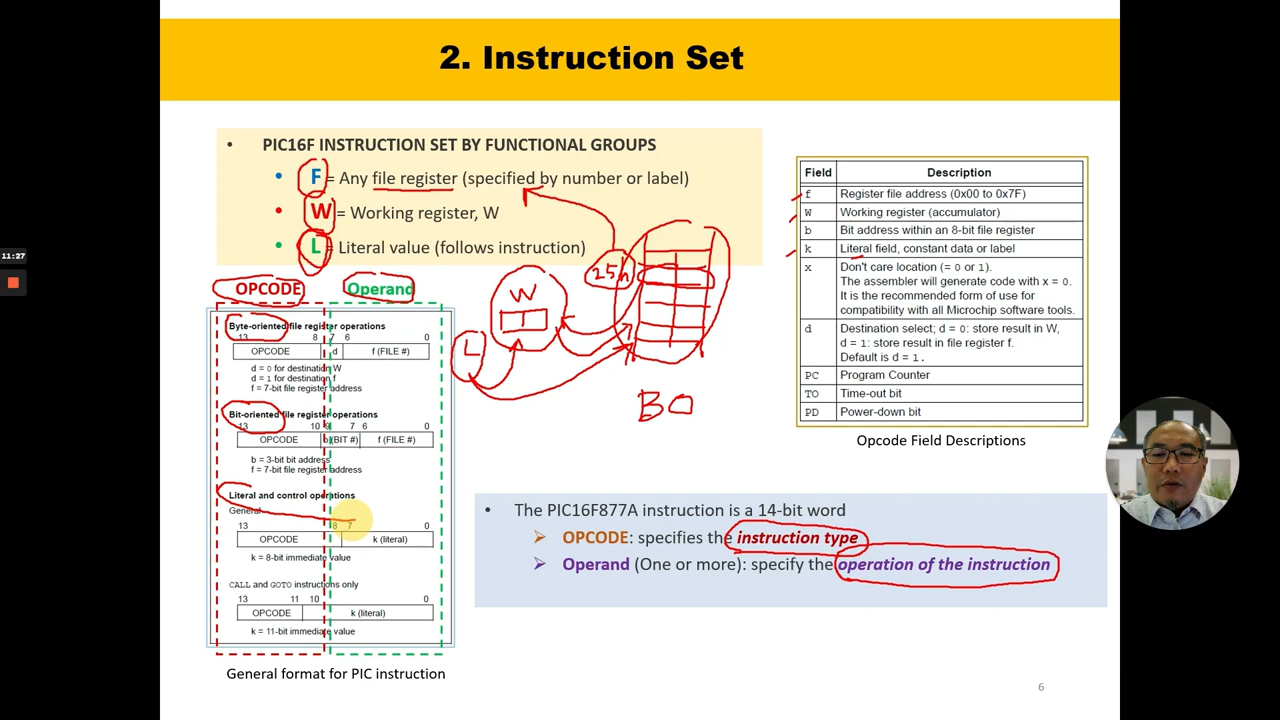 2. Instruction Set
• PIC16F INSTRUCTION SET BY FUNCTIONAL GROUPS
• F = Any file register (specified by number or label)
• W = Working register, W
• L = Literal value (follows instruction)
OPCODE Operand
Byte-oriented file register operations
13 8 7 6 0
OPCODE d f (FILE #)
d = 0 for destination W
d = 1 for destination f
f = 7-bit file register address
Bit-oriented file register operations
13 10 9 7 6 0
OPCODE b (BIT #) f (FILE #)
b = 3-bit bit address
f = 7-bit file register address
Literal and control operations
General
13 8 7 0
OPCODE k (literal)
k = 8-bit immediate value
CALL and GOTO instructions only
13 11 10 0
OPCODE k (literal)
k = 11-bit immediate value
General format for PIC instruction
W
25h
L
B0
Field Description
f Register file address (0x00 to 0x7F)
W Working register (accumulator)
b Bit address within an 8-bit file register
k Literal field, constant data or label
x Don't care location (= 0 or 1).
The assembler will generate code with x = 0.
It is the recommended form of use for
compatibility with all Microchip software tools.
d Destination select; d = 0: store result in W,
d = 1: store result in file register f.
Default is d = 1.
PC Program Counter
TO Time-out bit
PD Power-down bit
Opcode Field Descriptions
• The PIC16F877A instruction is a 14-bit word
➢ OPCODE: specifies the instruction type
➢ Operand (One or more): specify the operation of the instruction
6
11:27